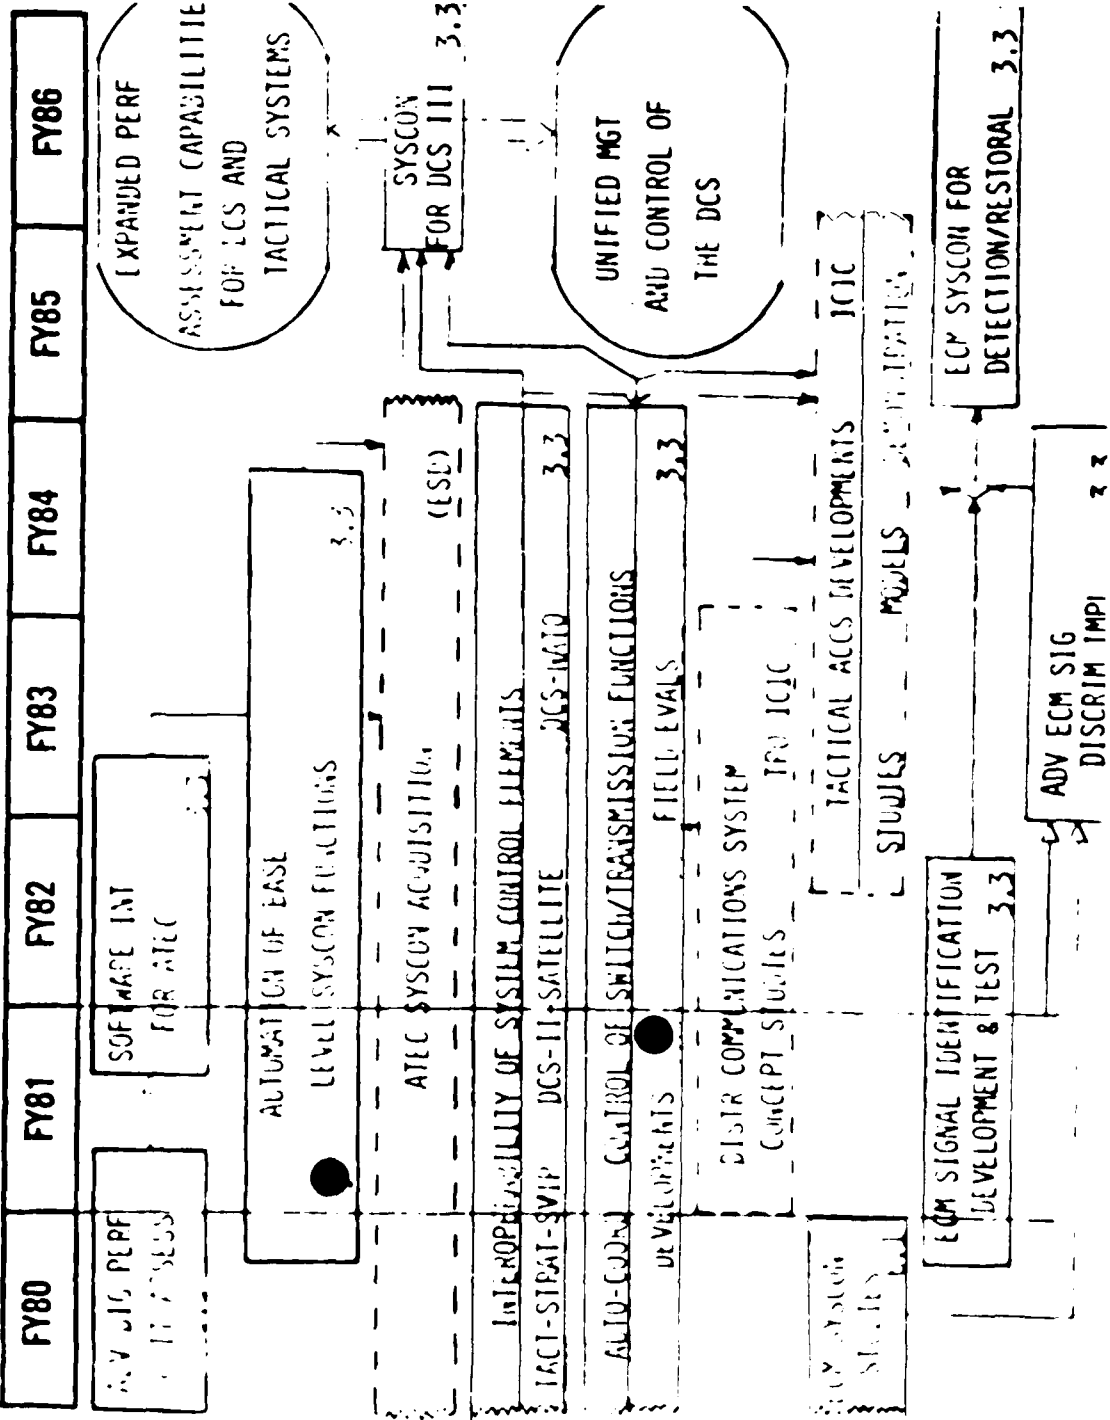 FY80 FY81 FY82 FY83 FY84 FY85 FY86
PERF
SOFTWARE INT
FOR ATEC
EXPANDED PERF
ASSESSMENT CAPABILITIE
FOR DCS AND
TACTICAL SYSTEMS
AUTOMATION OF BASE
LEVEL SYSCON FUNCTIONS
3.3
ATEC SYSCON ACQUISITION
(ESD)
SYSCON
FOR DCS III
3.3
INTEROPERABILITY OF SYSTEM CONTROL ELEMENTS
TACT-STRAT-SVIP DCS-II-SATELLITE DCS-NATO 3.3
AUTO-COORD CONTROL OF SWITCH/TRANSMISSION FUNCTIONS
DEVELOPMENTS FIELD EVALS 3.3
UNIFIED MGT
AND CONTROL OF
THE DCS
DISTR COMMUNICATIONS SYSTEM
CONCEPT STUDIES ICIC
TACTICAL ACCS DEVELOPMENTS ICIC
STUDIES MODELS DEMONSTRATION
SYSCON
STUDIES
ECM SIGNAL IDENTIFICATION
DEVELOPMENT & TEST 3.3
ECM SYSCON FOR
DETECTION/RESTORAL 3.3
ADV ECM SIG
DISCRIM IMPL